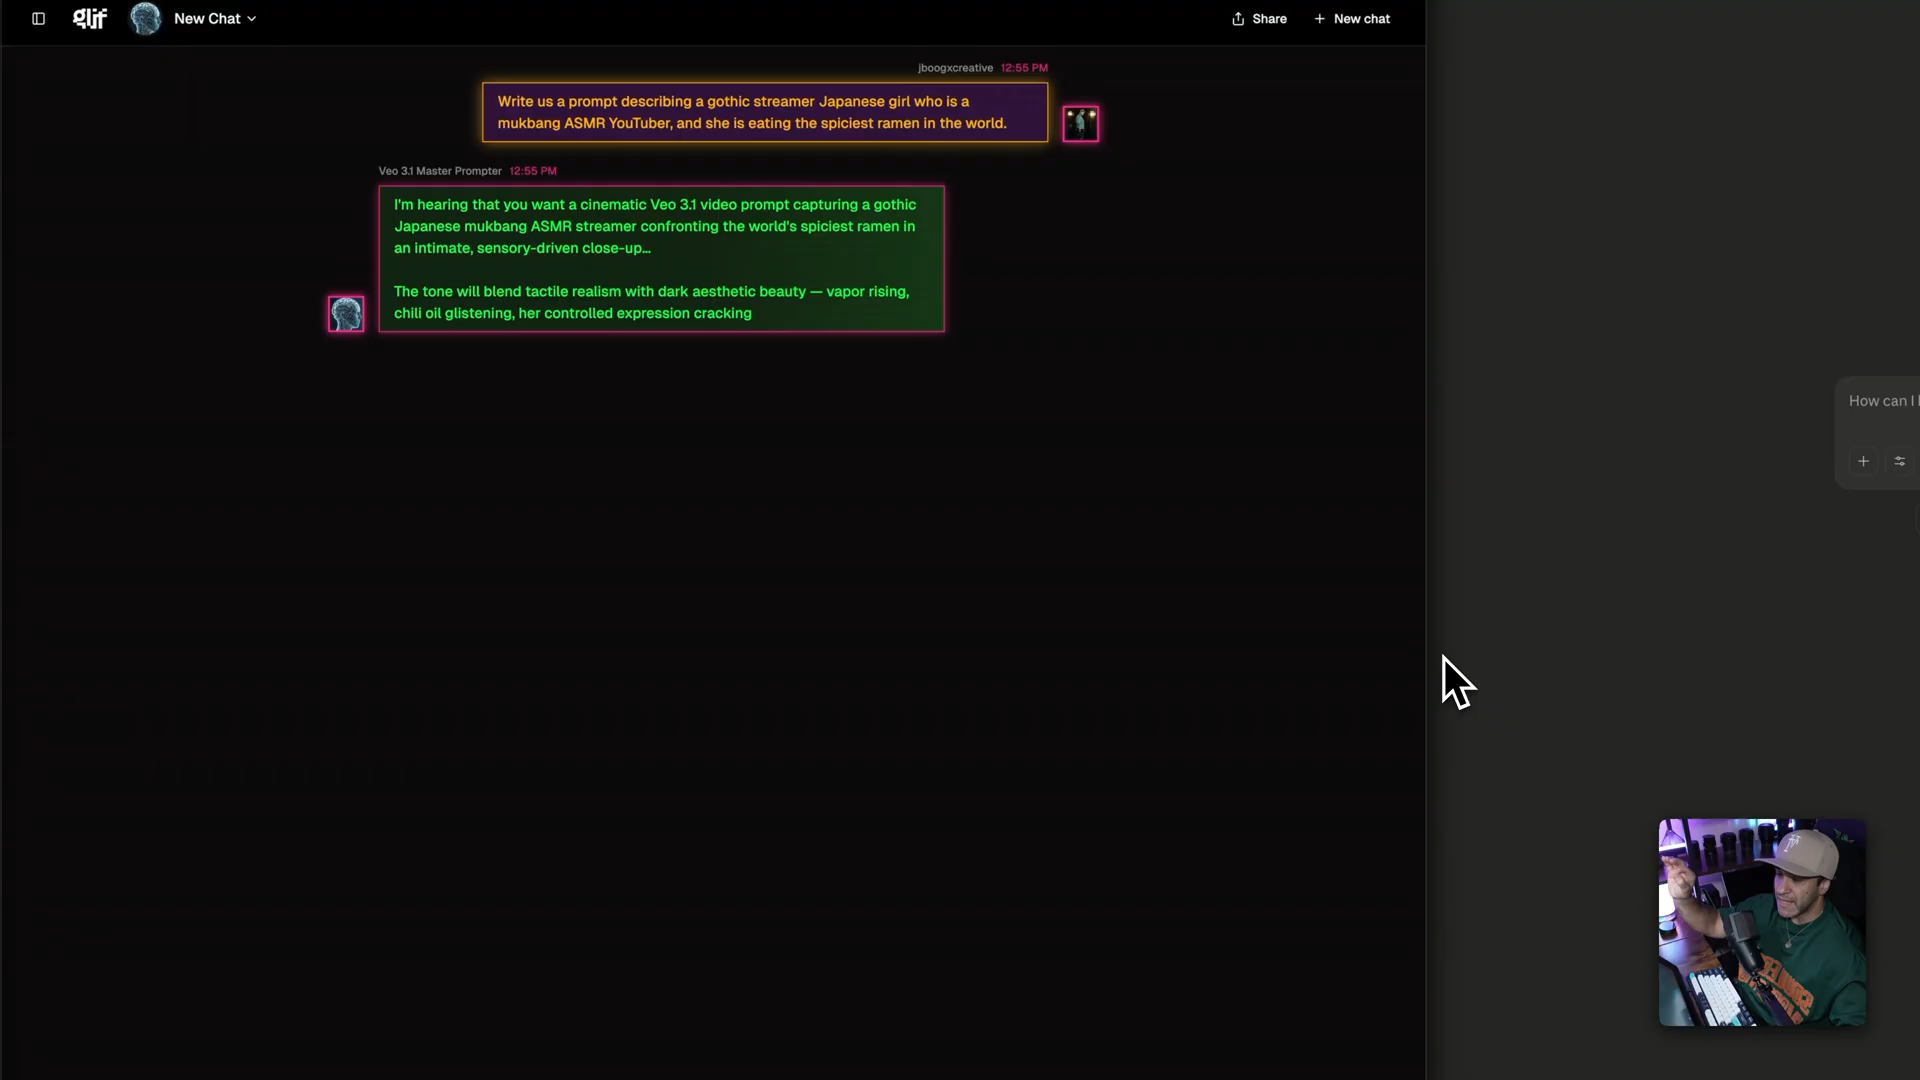 glif
New Chat
Share
New chat
jboogxcreative 12:55 PM
Write us a prompt describing a gothic streamer Japanese girl who is a
mukbang ASMR YouTuber, and she is eating the spiciest ramen in the world.
Veo 3.1 Master Prompter 12:55 PM
I'm hearing that you want a cinematic Veo 3.1 video prompt capturing a gothic
Japanese mukbang ASMR streamer confronting the world's spiciest ramen in
an intimate, sensory-driven close-up...
The tone will blend tactile realism with dark aesthetic beauty — vapor rising,
chili oil glistening, her controlled expression cracking
How can I